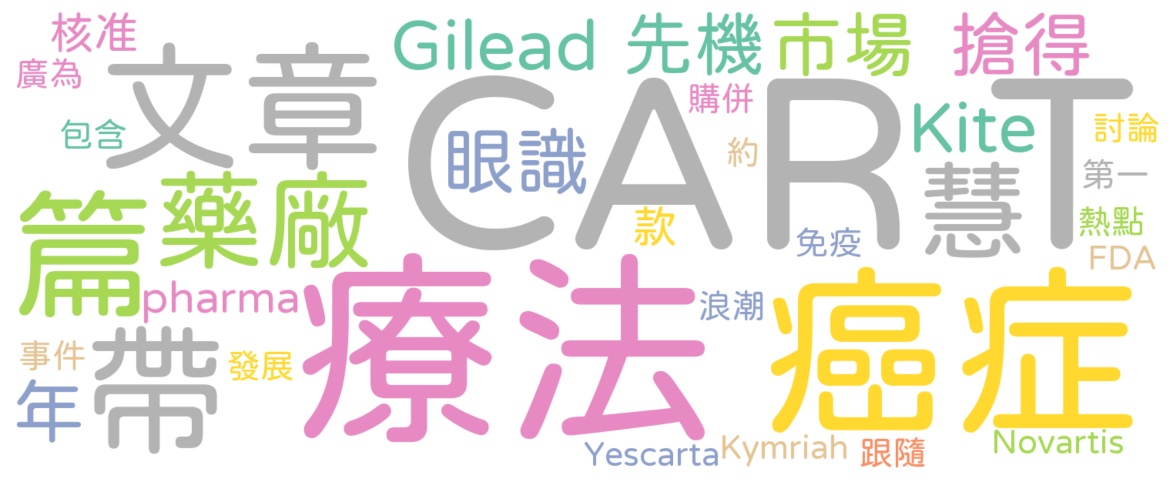 核准
Gilead
先機
市場
搶得
廣為
文章
CART
購併
包含
眼識
約
Kite
討論
第一
慧
篇
藥廠
款
免疫
熱點
FDA
pharma
療法
浪潮
癌症
事件
帶
發展
年
Yescarta
Kymriah
跟隨
Novartis